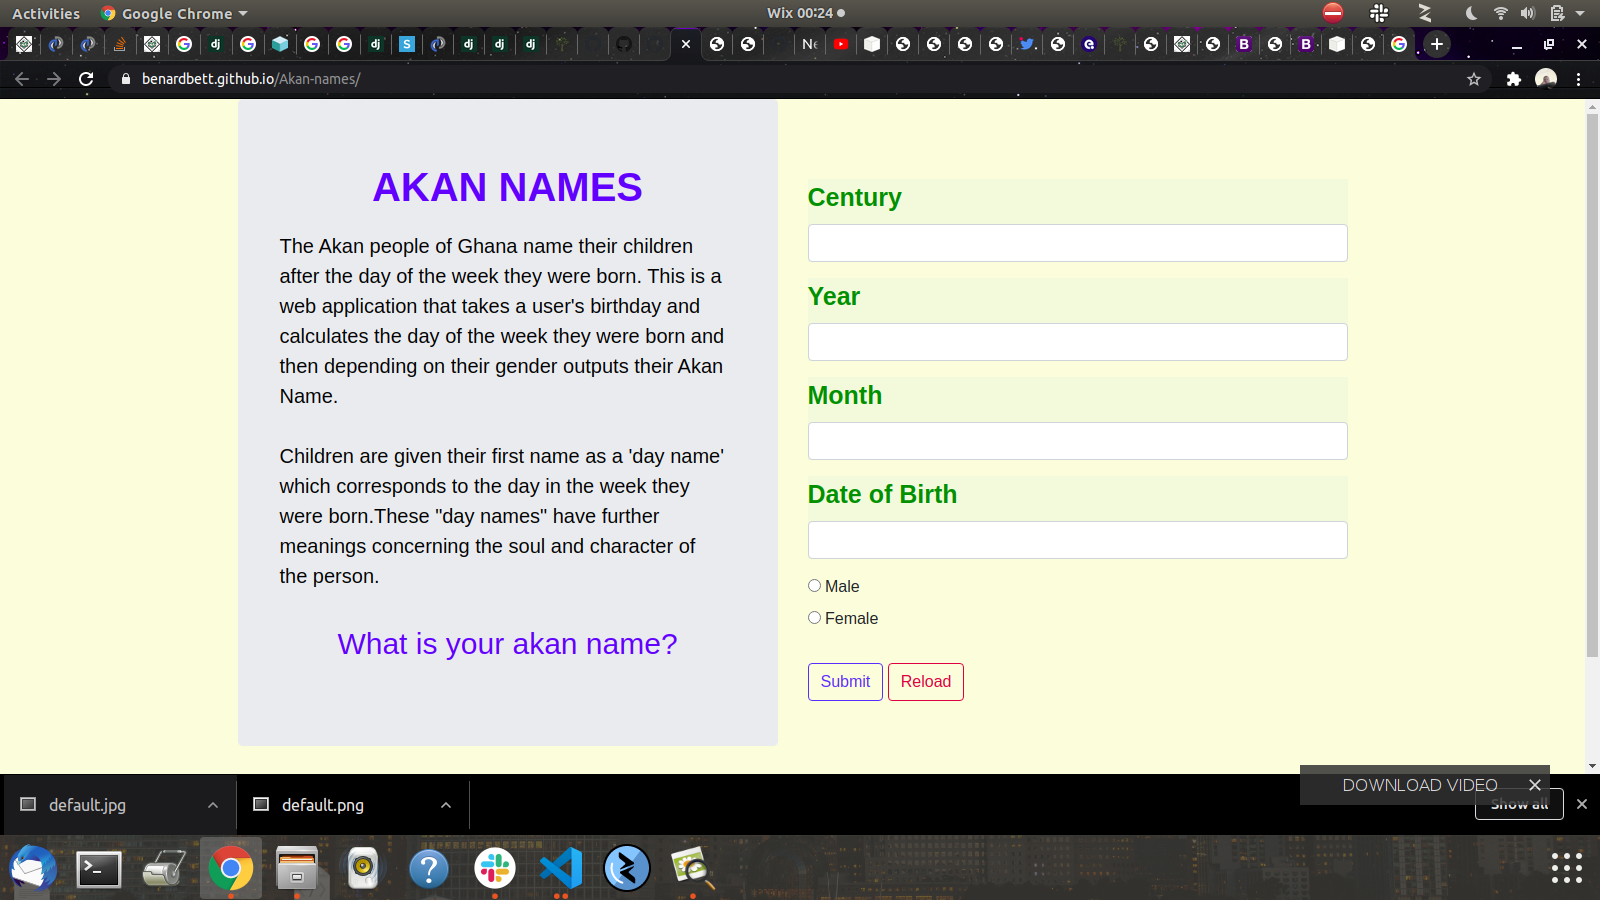 Activities
Google Chrome
Wix 00:24
Ne
benardbett.github.io/Akan-names/
AKAN NAMES
The Akan people of Ghana name their children
after the day of the week they were born. This is a
web application that takes a user's birthday and
calculates the day of the week they were born and
then depending on their gender outputs their Akan
Name.
Children are given their first name as a 'day name'
which corresponds to the day in the week they
were born.These "day names" have further
meanings concerning the soul and character of
the person.
What is your akan name?
Century
Year
Month
Date of Birth
Male
Female
Submit
Reload
default.jpg
default.png
DOWNLOAD VIDEO
Show all